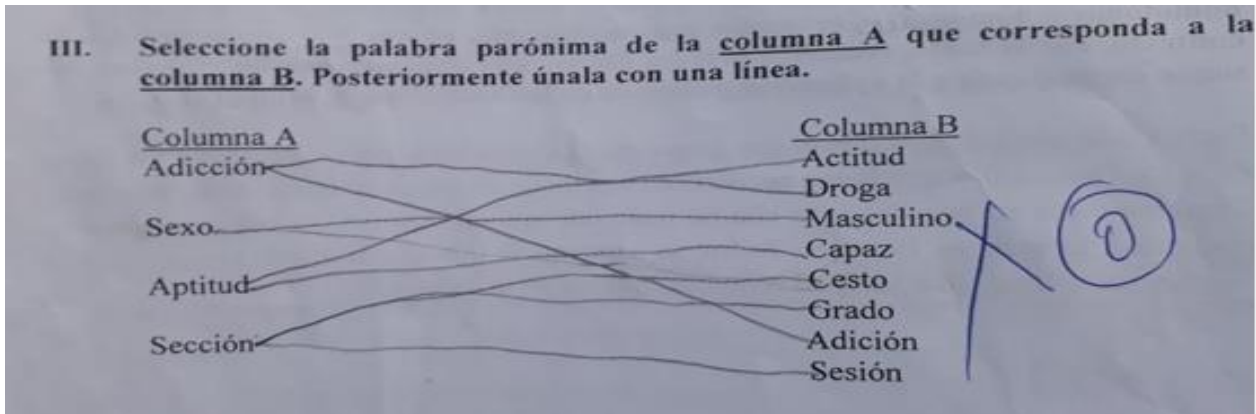 III. Seleccione la palabra parónima de la columna A que corresponda a la
columna B. Posteriormente únala con una línea.
Columna A Columna B
Adicción Actitud
Droga
Sexo Masculino
Capaz
Aptitud Cesto
Grado
Sección Adición
Sesión
0